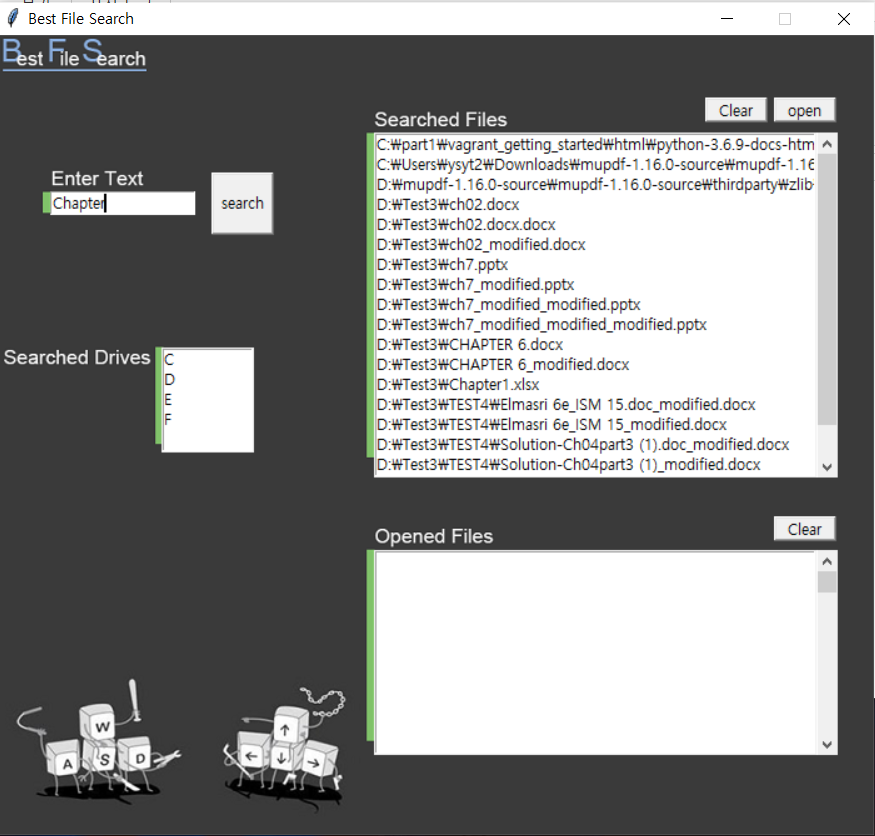 Best File Search
Best File Search
Clear
open
Searched Files
C:₩part1₩vagrant_getting_started₩html₩python-3.6.9-docs-htm
C:₩Users₩ysyt2₩Downloads₩mupdf-1.16.0-source₩mupdf-1.16
D:₩mupdf-1.16.0-source₩mupdf-1.16.0-source₩thirdparty₩zlib
D:₩Test3₩ch02.docx
D:₩Test3₩ch02.docx.docx
D:₩Test3₩ch02_modified.docx
D:₩Test3₩ch7.pptx
D:₩Test3₩ch7_modified.pptx
D:₩Test3₩ch7_modified_modified.pptx
D:₩Test3₩ch7_modified_modified_modified.pptx
D:₩Test3₩CHAPTER 6.docx
D:₩Test3₩CHAPTER 6_modified.docx
D:₩Test3₩Chapter1.xlsx
D:₩Test3₩TEST4₩Elmasri 6e_ISM 15.doc_modified.docx
D:₩Test3₩TEST4₩Elmasri 6e_ISM 15_modified.docx
D:₩Test3₩TEST4₩Solution-Ch04part3 (1).doc_modified.docx
D:₩Test3₩TEST4₩Solution-Ch04part3 (1)_modified.docx
Enter Text
Chapter
search
Searched Drives
C
D
E
F
Opened Files
Clear
W
A S D
↑
← ↓ →